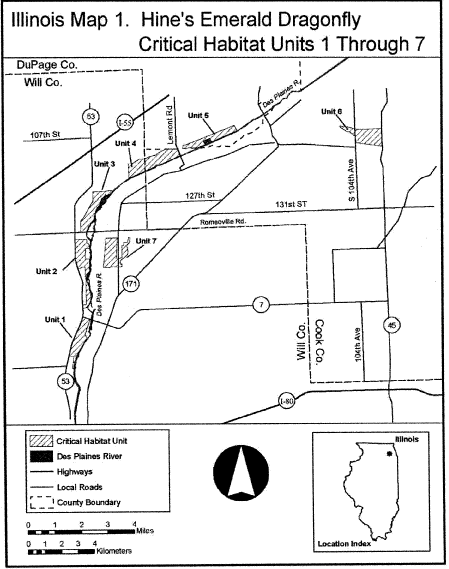 Illinois Map 1. Hine's Emerald Dragonfly
Critical Habitat Units 1 Through 7
DuPage Co.
Will Co.
53
I-55
Lemont Rd
Unit 5
Des Plaines R.
107th St
Unit 4
Unit 6
Unit 3
S 104th Ave
127th St
131st ST
Romeoville Rd.
Unit 7
Unit 2
Des Plaines R.
171
7
Unit 1
Will Co.
Cook Co.
104th Ave
45
53
I-80
Critical Habitat Unit
Des Plaines River
Highways
Local Roads
County Boundary
0 1 2 3 4
Miles
0 1 2 3 4
Kilometers
Illinois
Location Index